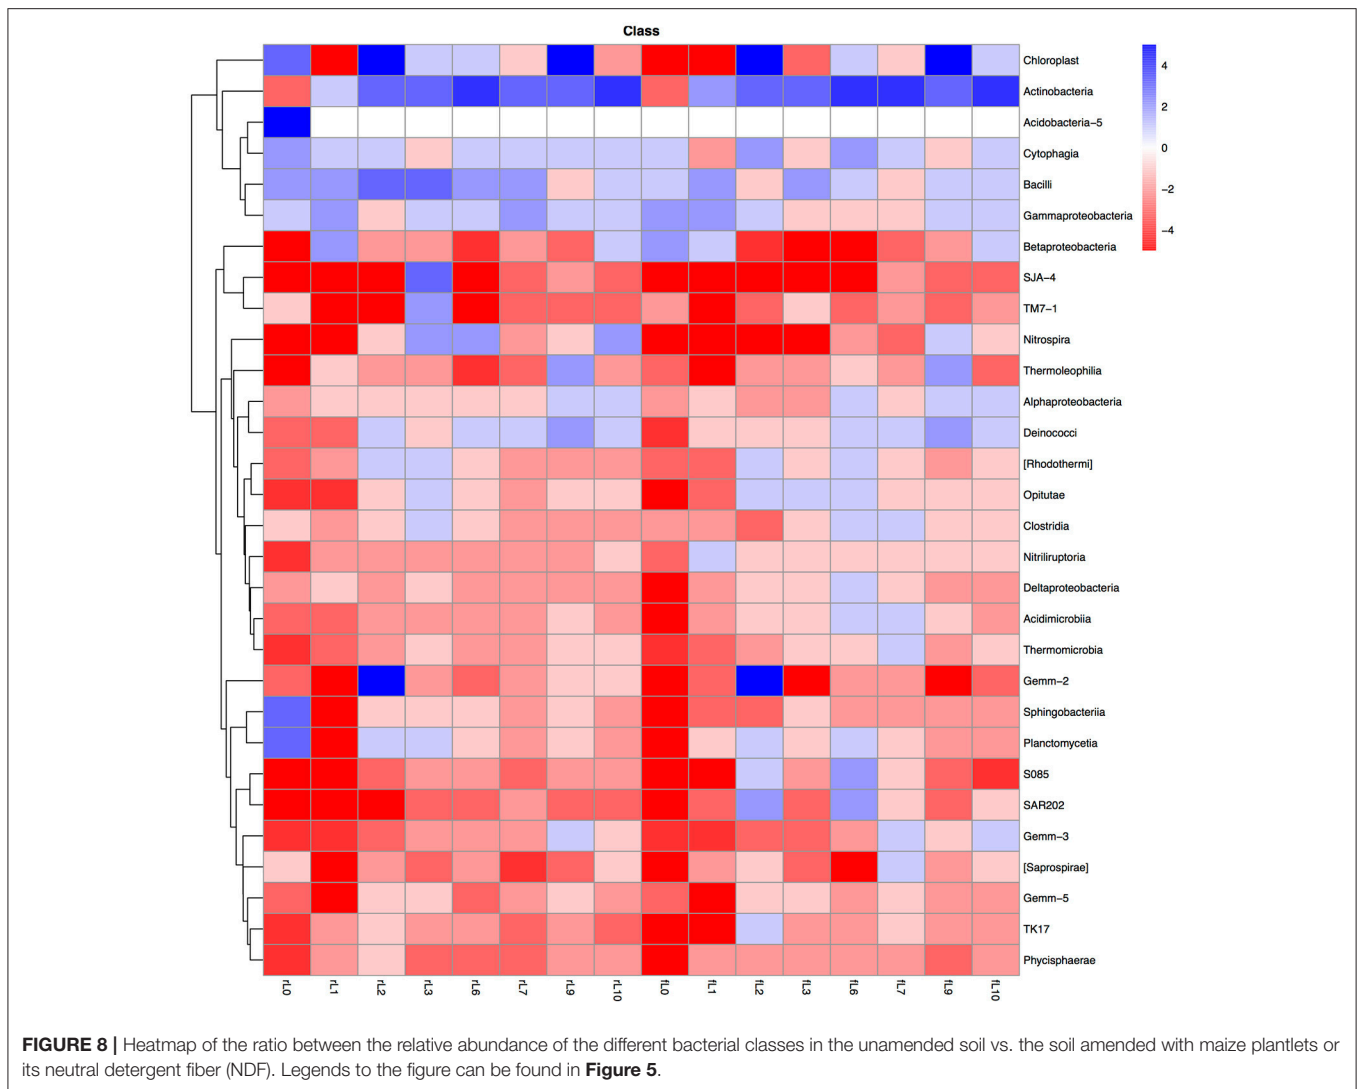 Class
Chloroplast
Actinobacteria
Acidobacteria−5
Cytophagia
Bacilli
Gammaproteobacteria
Betaproteobacteria
SJA−4
TM7−1
Nitrospira
Thermoleophilia
Alphaproteobacteria
Deinococci
[Rhodothermi]
Opitutae
Clostridia
Nitriliruptoria
Deltaproteobacteria
Acidimicrobiia
Thermomicrobia
Gemm−2
Sphingobacteriia
Planctomycetia
S085
SAR202
Gemm−3
[Saprospirae]
Gemm−5
TK17
Phycisphaerae
4
2
0
−2
−4
rL0
rL1
rL2
rL3
rL6
rL7
rL9
rL10
fL0
fL1
fL2
fL3
fL6
fL7
fL9
fL10
FIGURE 8 | Heatmap of the ratio between the relative abundance of the different bacterial classes in the unamended soil vs. the soil amended with maize plantlets or
its neutral detergent fiber (NDF). Legends to the figure can be found in Figure 5.